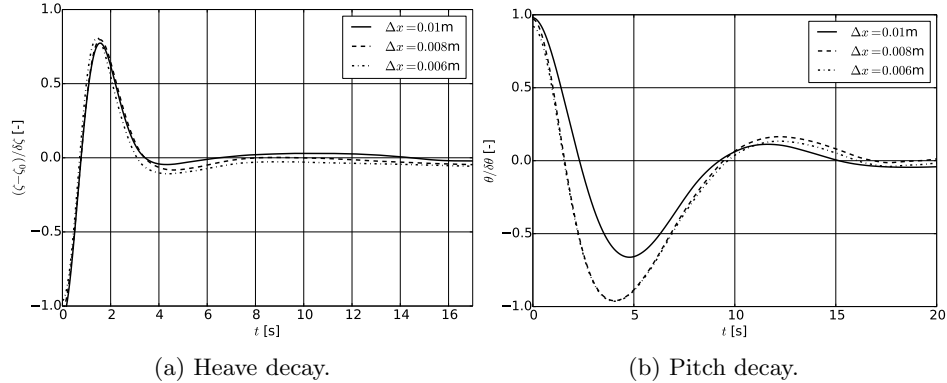 1.0
0.5
0.0
−0.5
−1.0
(ζ−ζ₀)/δζ [-]
Δx=0.01m
Δx=0.008m
Δx=0.006m
0 2 4 6 8 10 12 14 16
t [s]
(a) Heave decay.
1.0
0.5
0.0
−0.5
−1.0
θ/δθ [-]
Δx=0.01m
Δx=0.008m
Δx=0.006m
0 5 10 15 20
t [s]
(b) Pitch decay.